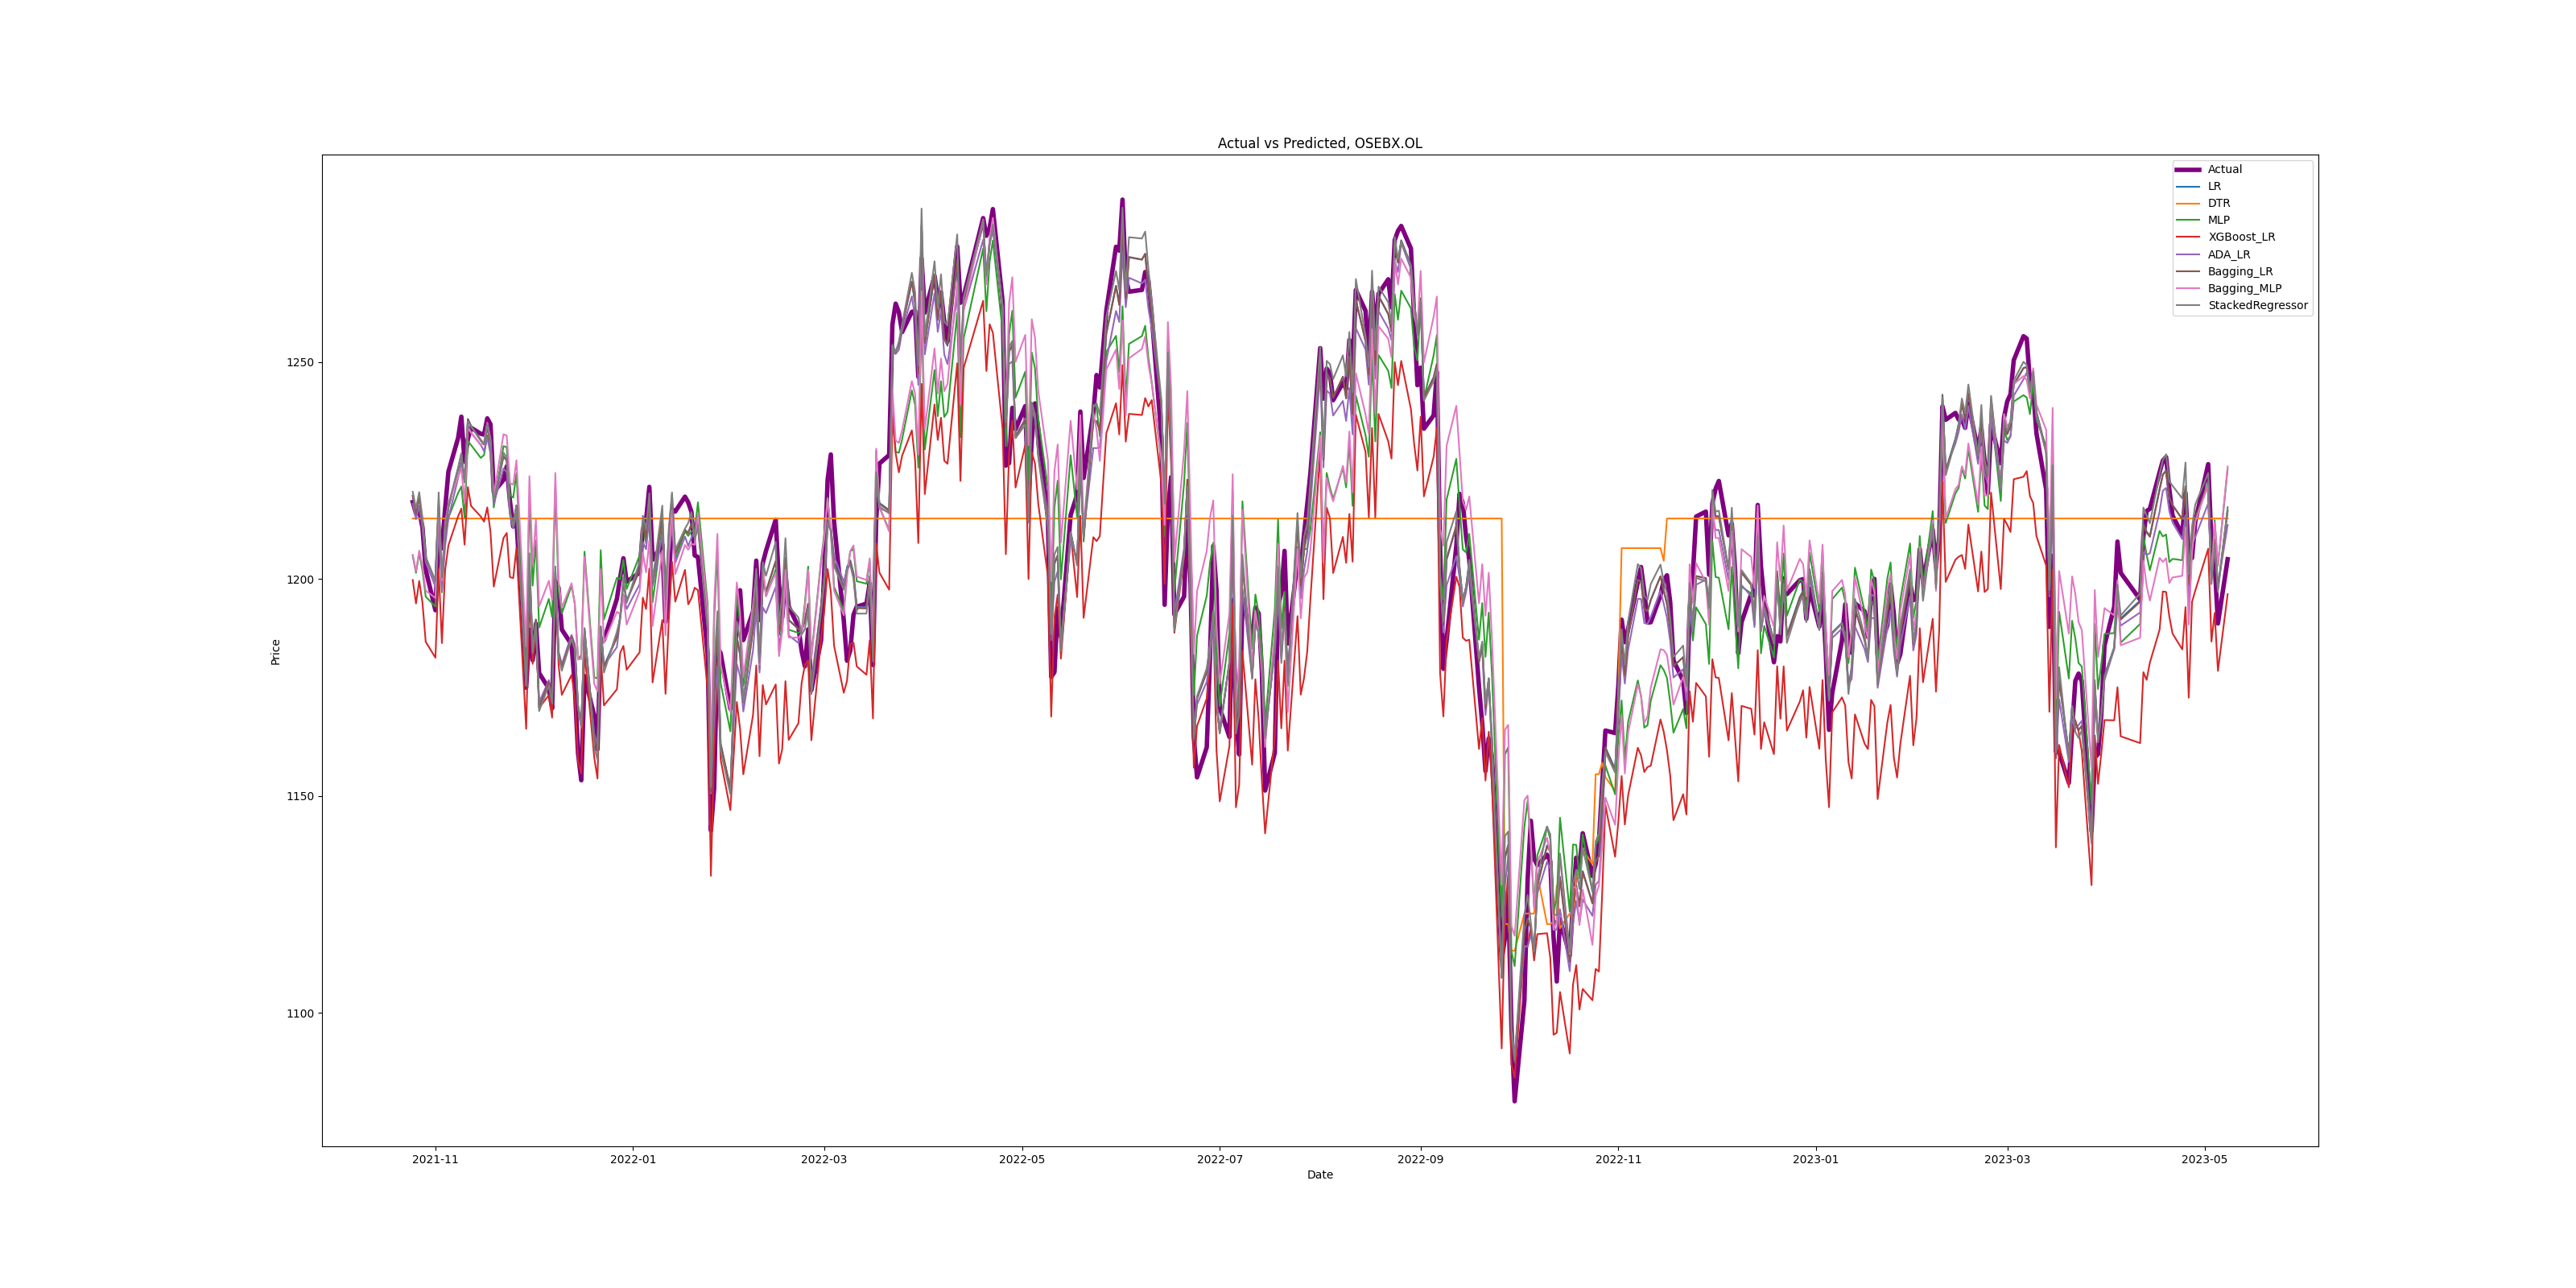 Actual vs Predicted, OSEBX.OL
Actual
LR
DTR
MLP
XGBoost_LR
ADA_LR
Bagging_LR
Bagging_MLP
StackedRegressor
1250
1200
1150
1100
Price
2021-11
2022-01
2022-03
2022-05
2022-07
2022-09
2022-11
2023-01
2023-03
2023-05
Date